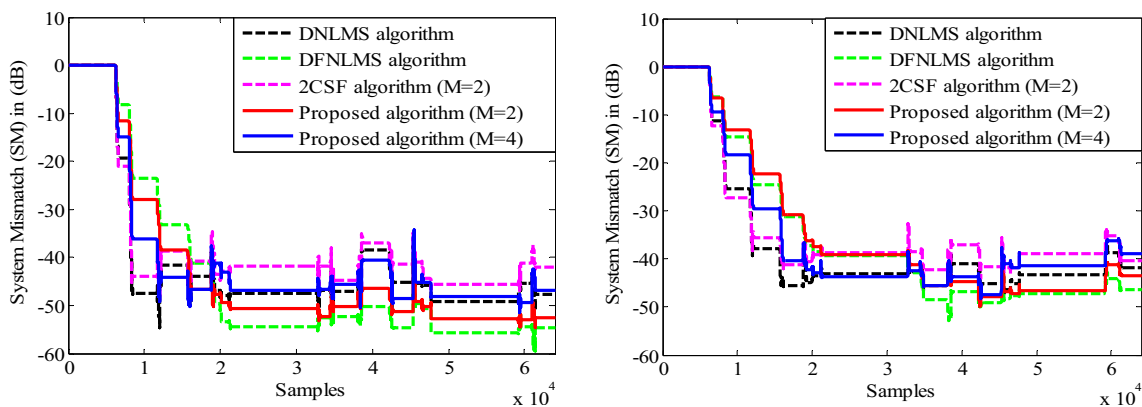 System Mismatch (SM) in (dB)
10
0
-10
-20
-30
-40
-50
-60
DNLMS algorithm
DFNLMS algorithm
2CSF algorithm (M=2)
Proposed algorithm (M=2)
Proposed algorithm (M=4)
0 1 2 3 4 5 6
Samples
x 10^4
System Mismatch (SM) in (dB)
10
0
-10
-20
-30
-40
-50
-60
DNLMS algorithm
DFNLMS algorithm
2CSF algorithm (M=2)
Proposed algorithm (M=2)
Proposed algorithm (M=4)
0 1 2 3 4 5 6
Samples
x 10^4